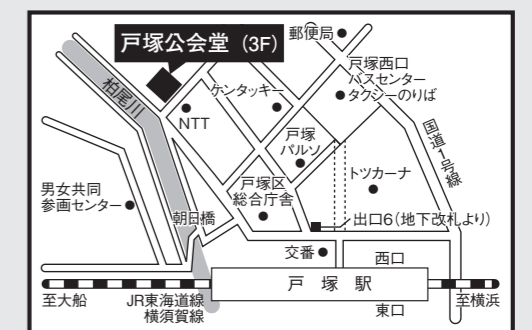 戸塚公会堂 (3F)
郵便局
戸塚西口
バスセンター
タクシーのりば
柏尾川
ケンタッキー
NTT
国道1号線
戸塚
パルソ
トツカーナ
戸塚区
総合庁舎
男女共同
参画センター
朝日橋
出口6(地下改札より)
交番
西口
戸塚駅
至大船
JR東海道線
横須賀線
東口
至横浜